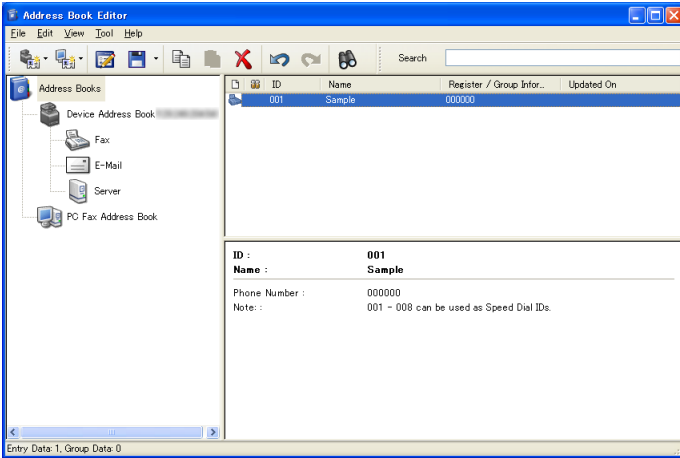 Address Book Editor
File Edit View Tool Help
Search
Address Books
Device Address Book
Fax
E-Mail
Server
PC Fax Address Book
ID Name Register / Group Infor... Updated On
001 Sample 000000
ID : 001
Name : Sample
Phone Number : 000000
Note: : 001 - 008 can be used as Speed Dial IDs.
Entry Data: 1, Group Data: 0